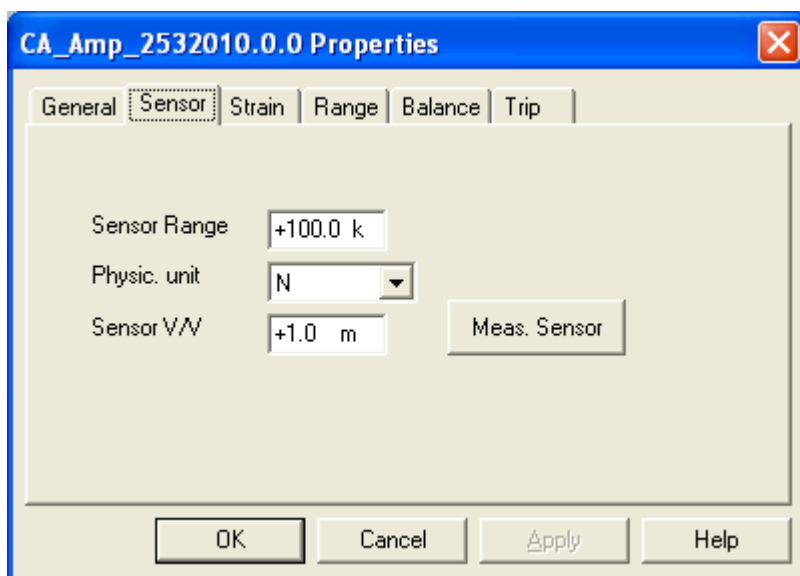 CA_Amp_2532010.0.0 Properties
General Sensor Strain Range Balance Trip
Sensor Range +100.0 k
Physic. unit N
Sensor V/V +1.0 m
Meas. Sensor
OK Cancel Apply Help